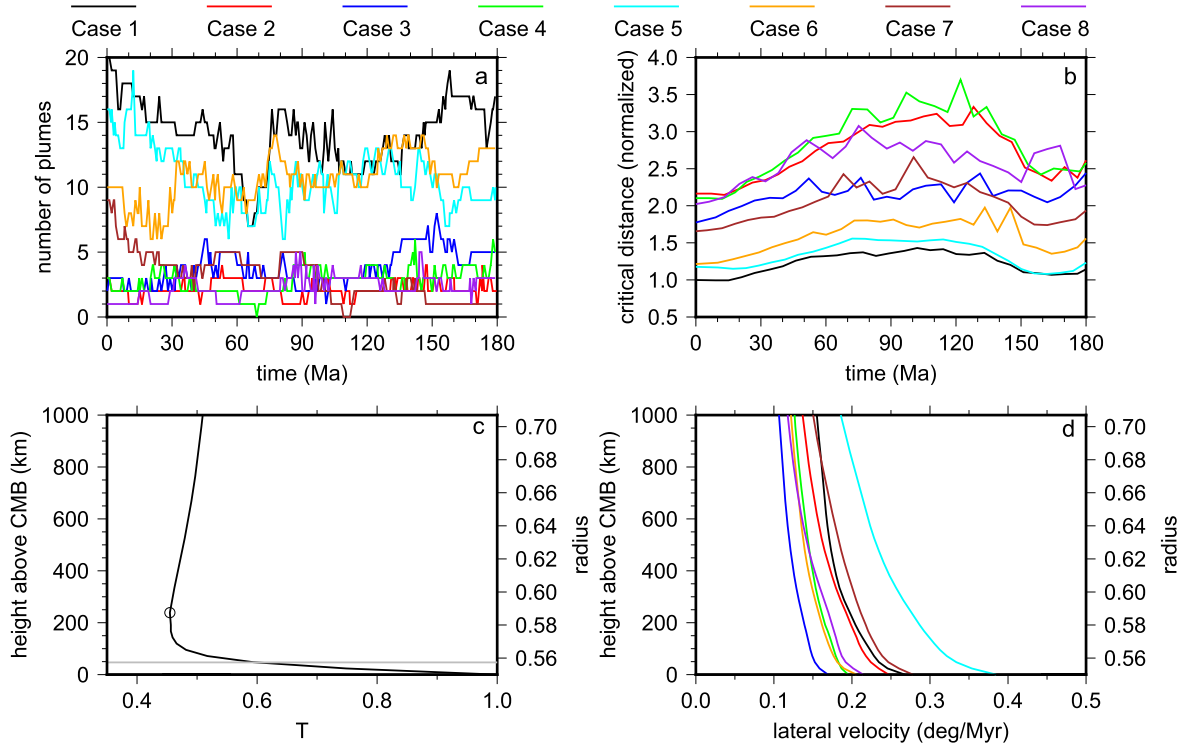 Case 1 Case 2 Case 3 Case 4 Case 5 Case 6 Case 7 Case 8
a
number of plumes
20
15
10
5
0
0 30 60 90 120 150 180
time (Ma)
b
critical distance (normalized)
4.0
3.5
3.0
2.5
2.0
1.5
1.0
0.5
0 30 60 90 120 150 180
time (Ma)
c
height above CMB (km)
1000
800
600
400
200
0
0.70
0.68
0.66
0.64
0.62
0.60
0.58
0.56
radius
0.4 0.6 0.8 1.0
T
d
height above CMB (km)
1000
800
600
400
200
0
0.70
0.68
0.66
0.64
0.62
0.60
0.58
0.56
radius
0.0 0.1 0.2 0.3 0.4 0.5
lateral velocity (deg/Myr)